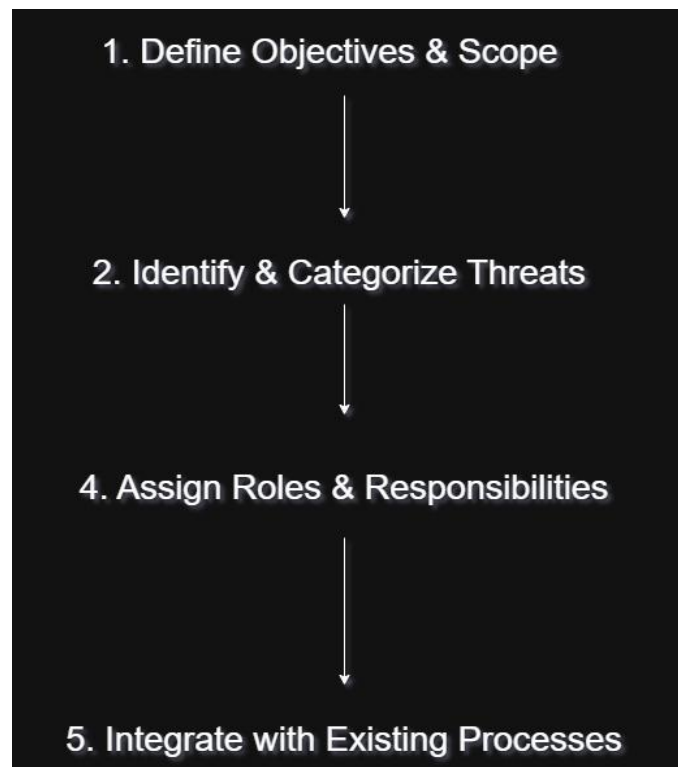 1. Define Objectives & Scope
2. Identify & Categorize Threats
4. Assign Roles & Responsibilities
5. Integrate with Existing Processes